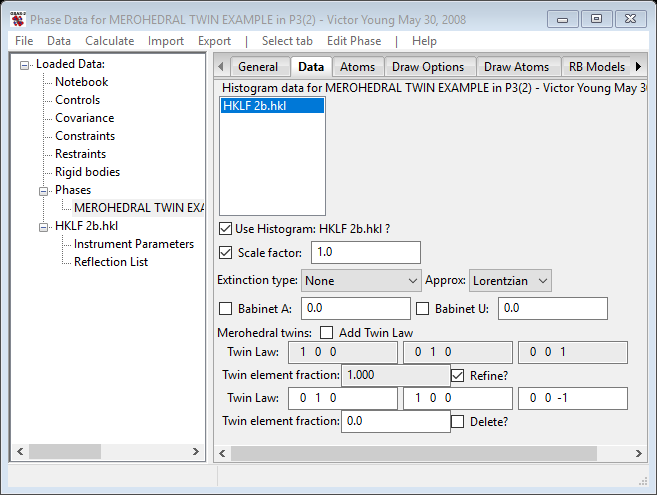 Phase Data for MEROHEDRAL TWIN EXAMPLE in P3(2) - Victor Young May 30, 2008
File Data Calculate Import Export | Select tab Edit Phase | Help
Loaded Data:
Notebook
Controls
Covariance
Constraints
Restraints
Rigid bodies
Phases
MEROHEDRAL TWIN EXA
HKLF 2b.hkl
Instrument Parameters
Reflection List
General Data Atoms Draw Options Draw Atoms RB Models
Histogram data for MEROHEDRAL TWIN EXAMPLE in P3(2) - Victor Young May 30
HKLF 2b.hkl
Use Histogram: HKLF 2b.hkl ?
Scale factor: 1.0
Extinction type: None Approx: Lorentzian
Babinet A: 0.0 Babinet U: 0.0
Merohedral twins: Add Twin Law
Twin Law: 1 0 0 0 1 0 0 0 1
Twin element fraction: 1.000 Refine?
Twin Law: 0 1 0 1 0 0 0 0 -1
Twin element fraction: 0.0 Delete?